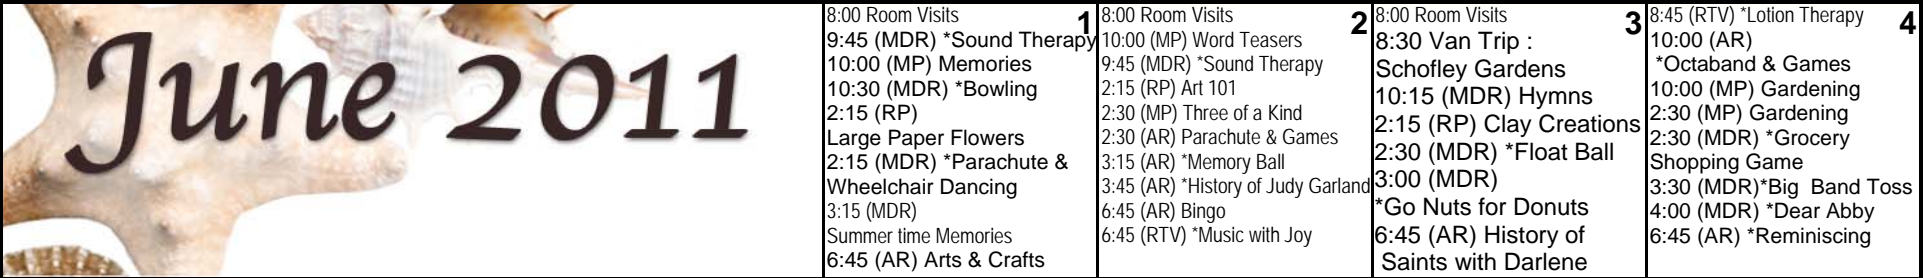 June 2011
8:00 Room Visits 1
9:45 (MDR) *Sound Therapy
10:00 (MP) Memories
10:30 (MDR) *Bowling
2:15 (RP)
Large Paper Flowers
2:15 (MDR) *Parachute &
Wheelchair Dancing
3:15 (MDR)
Summer time Memories
6:45 (AR) Arts & Crafts
8:00 Room Visits 2
10:00 (MP) Word Teasers
9:45 (MDR) *Sound Therapy
2:15 (RP) Art 101
2:30 (MP) Three of a Kind
2:30 (AR) Parachute & Games
3:15 (AR) *Memory Ball
3:45 (AR) *History of Judy Garland
6:45 (AR) Bingo
6:45 (RTV) *Music with Joy
8:00 Room Visits 3
8:30 Van Trip :
Schofley Gardens
10:15 (MDR) Hymns
2:15 (RP) Clay Creations
2:30 (MDR) *Float Ball
3:00 (MDR)
*Go Nuts for Donuts
6:45 (AR) History of
Saints with Darlene
8:45 (RTV) *Lotion Therapy 4
10:00 (AR)
*Octaband & Games
10:00 (MP) Gardening
2:30 (MP) Gardening
2:30 (MDR) *Grocery
Shopping Game
3:30 (MDR)*Big Band Toss
4:00 (MDR) *Dear Abby
6:45 (AR) *Reminiscing